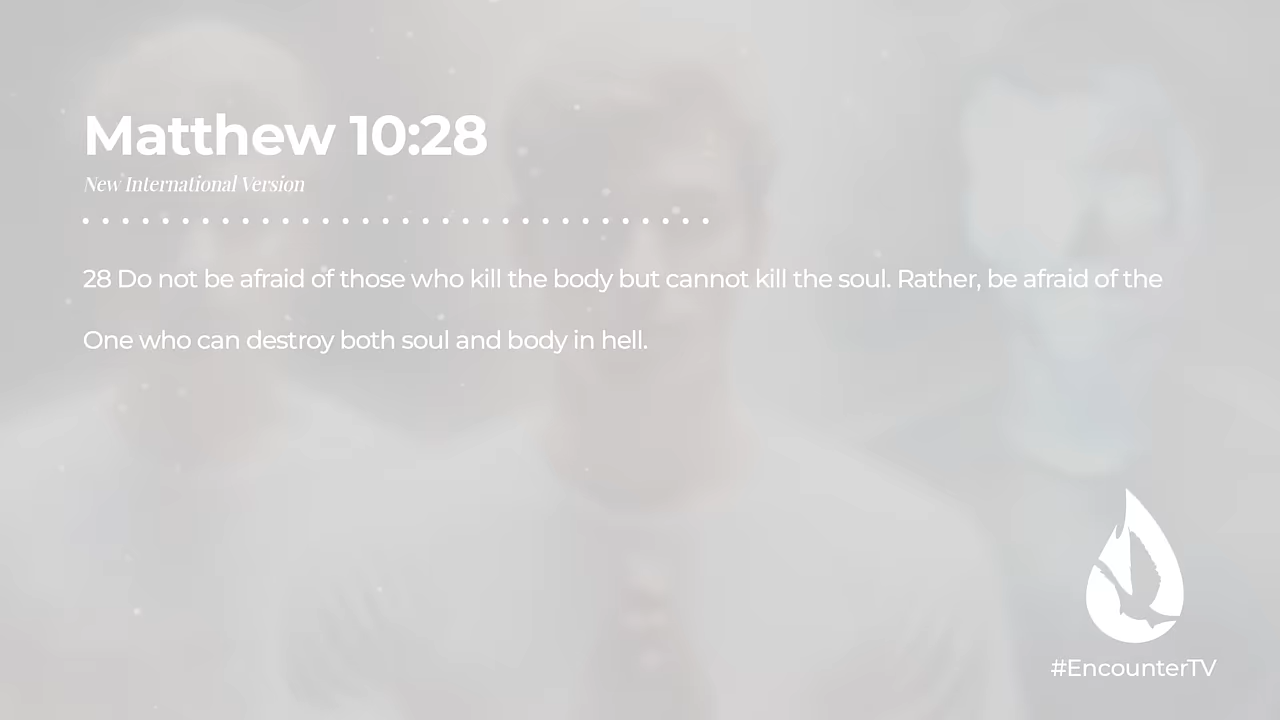 Matthew 10:28
New International Version
28 Do not be afraid of those who kill the body but cannot kill the soul. Rather, be afraid of the
One who can destroy both soul and body in hell.
#EncounterTV